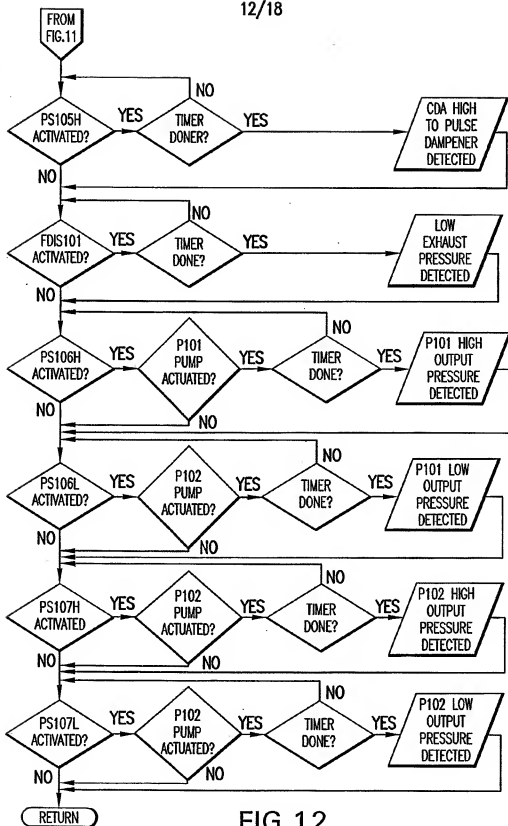 12/18
FROM
FIG.11
NO
PS105H
ACTIVATED?
YES
TIMER
DONER?
YES
CDA HIGH
TO PULSE
DAMPENER
DETECTED
NO
NO
FDIS101
ACTIVATED?
YES
TIMER
DONE?
YES
LOW
EXHAUST
PRESSURE
DETECTED
NO
NO
PS106H
ACTIVATED?
YES
P101
PUMP
ACTUATED?
YES
TIMER
DONE?
YES
P101 HIGH
OUTPUT
PRESSURE
DETECTED
NO
NO
NO
PS106L
ACTIVATED?
YES
P102
PUMP
ACTUATED?
YES
TIMER
DONE?
YES
P101 LOW
OUTPUT
PRESSURE
DETECTED
NO
NO
NO
PS107H
ACTIVATED
YES
P102
PUMP
ACTUATED?
YES
TIMER
DONE?
YES
P102 HIGH
OUTPUT
PRESSURE
DETECTED
NO
NO
NO
PS107L
ACTIVATED?
YES
P102
PUMP
ACTUATED?
YES
TIMER
DONE?
YES
P102 LOW
OUTPUT
PRESSURE
DETECTED
NO
NO
RETURN
FIG.12